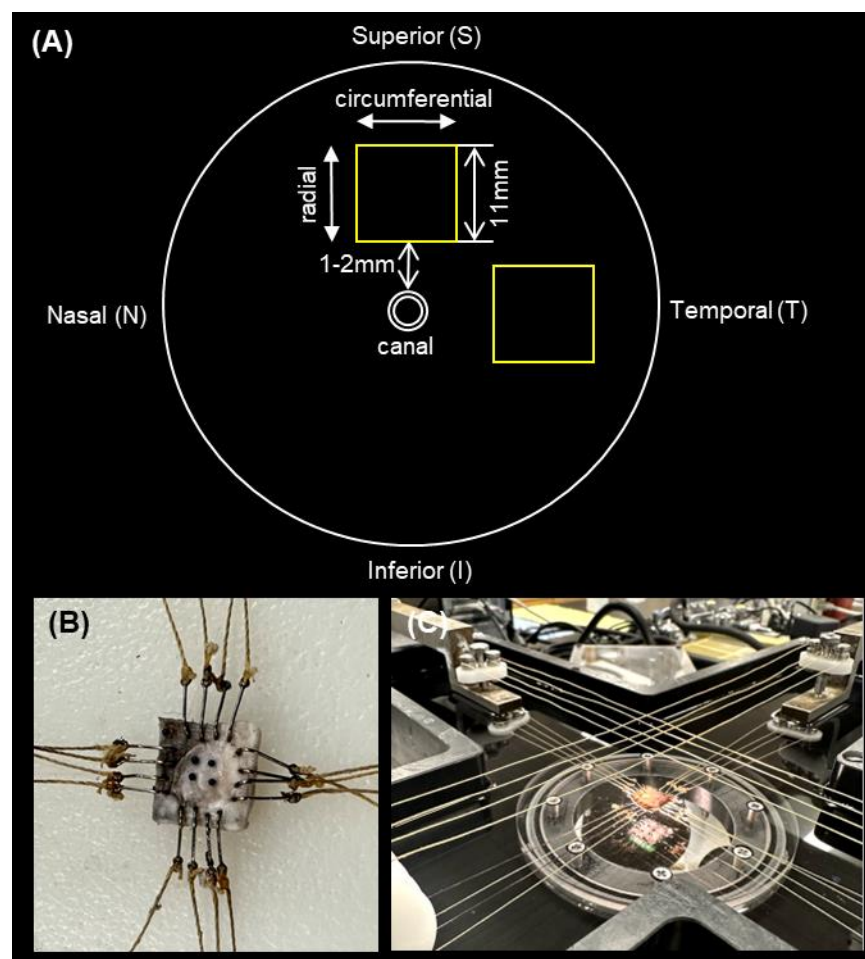 (A)
Superior (S)
circumferential
radial
11mm
1-2mm
Nasal (N)
Temporal (T)
canal
Inferior (I)
(B)
(C)